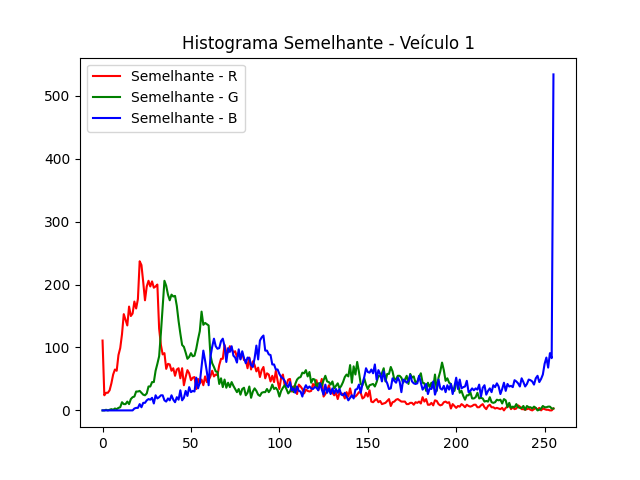 Histograma Semelhante - Veículo 1
Semelhante - R
Semelhante - G
Semelhante - B
500
400
300
200
100
0
0 50 100 150 200 250